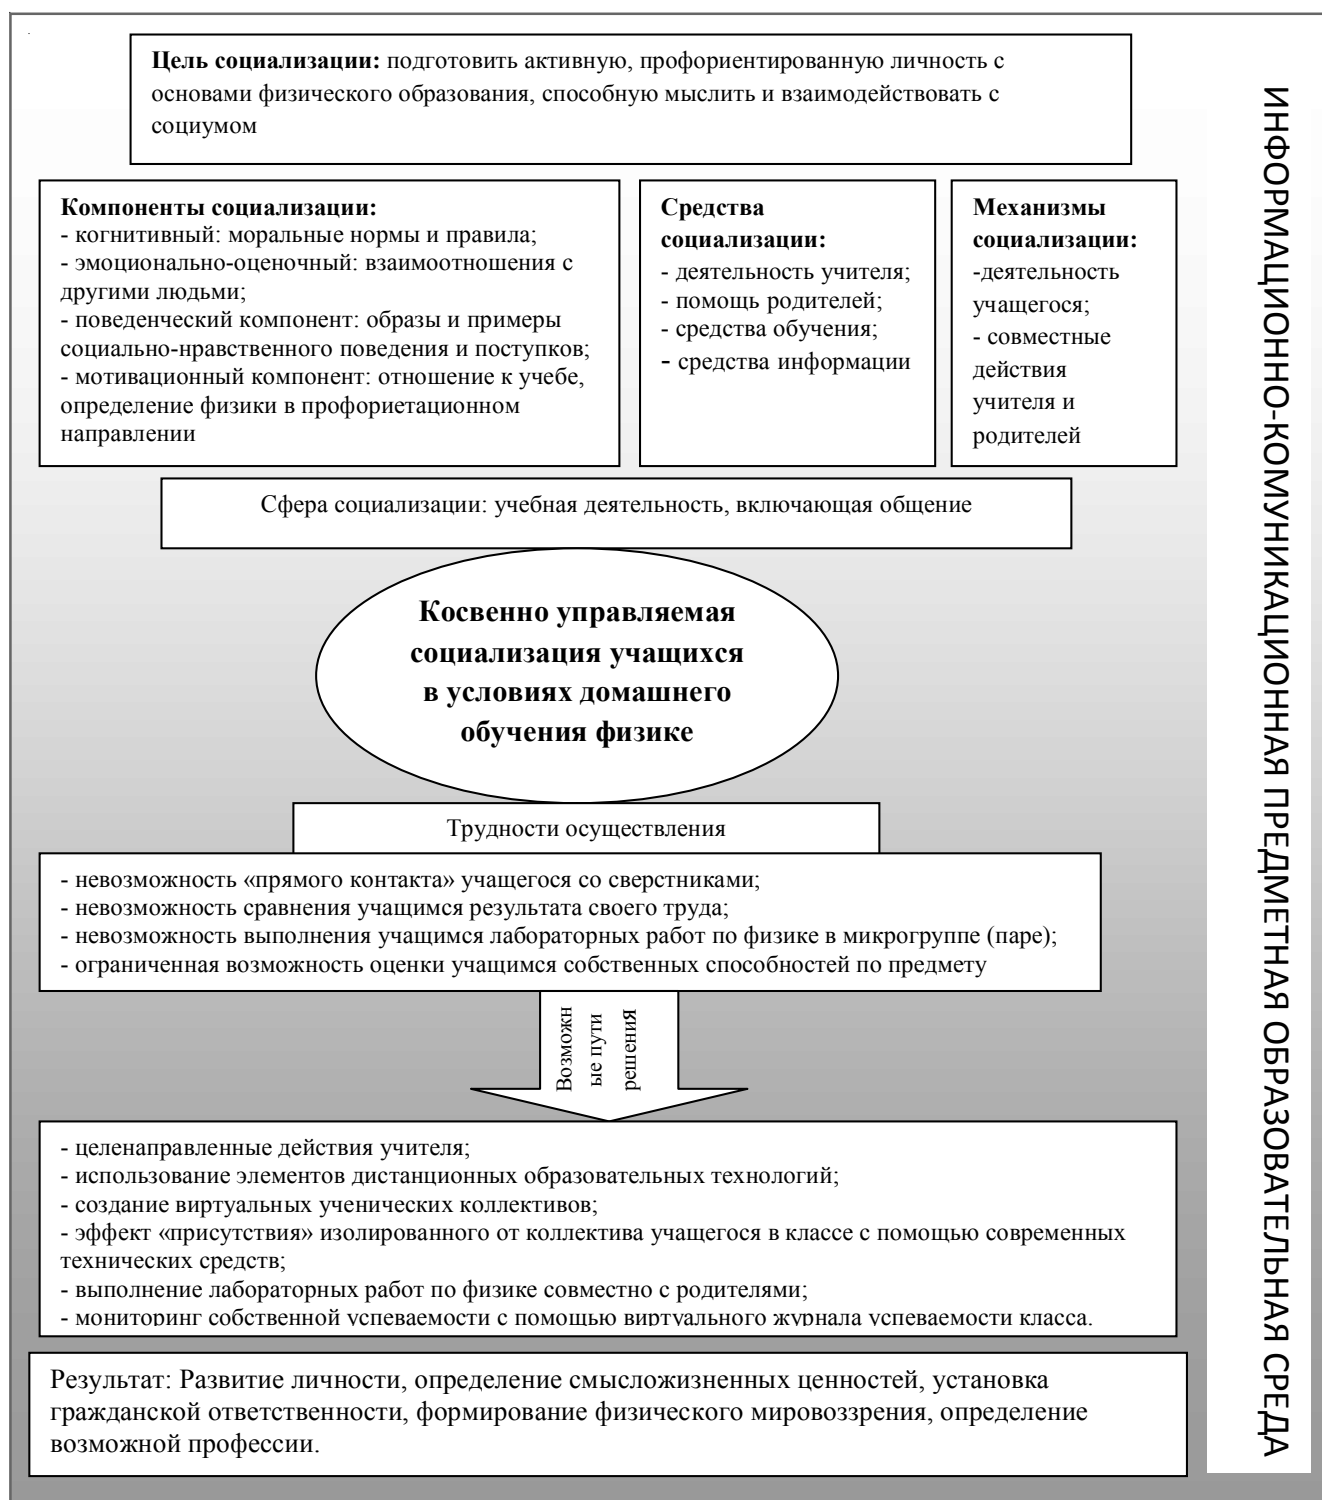 Цель социализации: подготовить активную, профориентированную личность с
основами физического образования, способную мыслить и взаимодействовать с
социумом
Компоненты социализации:
- когнитивный: моральные нормы и правила;
- эмоционально-оценочный: взаимоотношения с
другими людьми;
- поведенческий компонент: образы и примеры
социально-нравственного поведения и поступков;
- мотивационный компонент: отношение к учебе,
определение физики в профориетационном
направлении
Средства
социализации:
- деятельность учителя;
- помощь родителей;
- средства обучения;
- средства информации
Механизмы
социализации:
-деятельность
учащегося;
- совместные
действия
учителя и
родителей
Сфера социализации: учебная деятельность, включающая общение
Косвенно управляемая
социализация учащихся
в условиях домашнего
обучения физике
Трудности осуществления
- невозможность «прямого контакта» учащегося со сверстниками;
- невозможность сравнения учащимся результата своего труда;
- невозможность выполнения учащимся лабораторных работ по физике в микрогруппе (паре);
- ограниченная возможность оценки учащимся собственных способностей по предмету
Возможн
ые пути
решения
- целенаправленные действия учителя;
- использование элементов дистанционных образовательных технологий;
- создание виртуальных ученических коллективов;
- эффект «присутствия» изолированного от коллектива учащегося в классе с помощью современных
технических средств;
- выполнение лабораторных работ по физике совместно с родителями;
- мониторинг собственной успеваемости с помощью виртуального журнала успеваемости класса.
Результат: Развитие личности, определение смысложизненных ценностей, установка
гражданской ответственности, формирование физического мировоззрения, определение
возможной профессии.
ИНФОРМАЦИОННО-КОМУНИКАЦИОННАЯ ПРЕДМЕТНАЯ ОБРАЗОВАТЕЛЬНАЯ СРЕДА